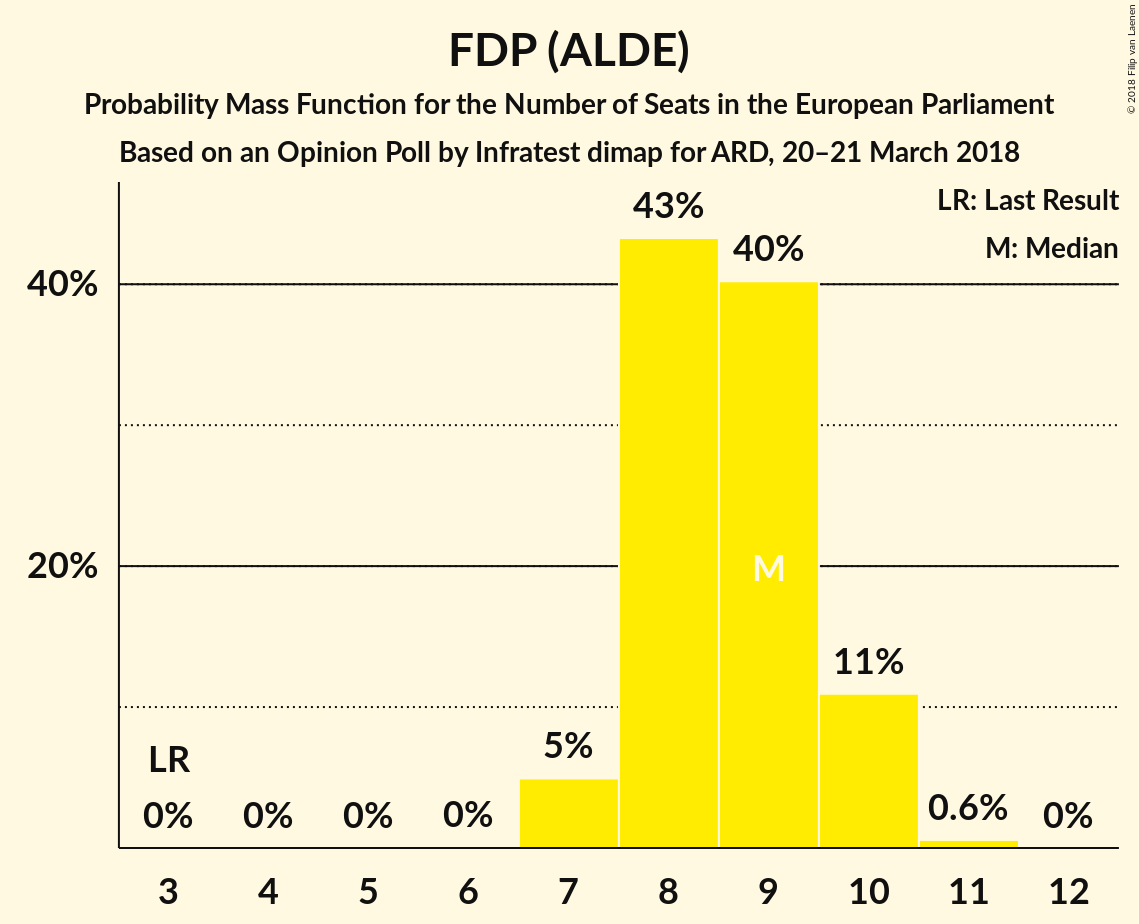 FDP (ALDE)
Probability Mass Function for the Number of Seats in the European Parliament
Based on an Opinion Poll by Infratest dimap for ARD, 20–21 March 2018
© 2018 Filip van Laenen
LR: Last Result
M: Median
43%
40%
40%
20%
M
11%
5%
LR
0%
0%
0%
0%
0.6%
0%
3
4
5
6
7
8
9
10
11
12